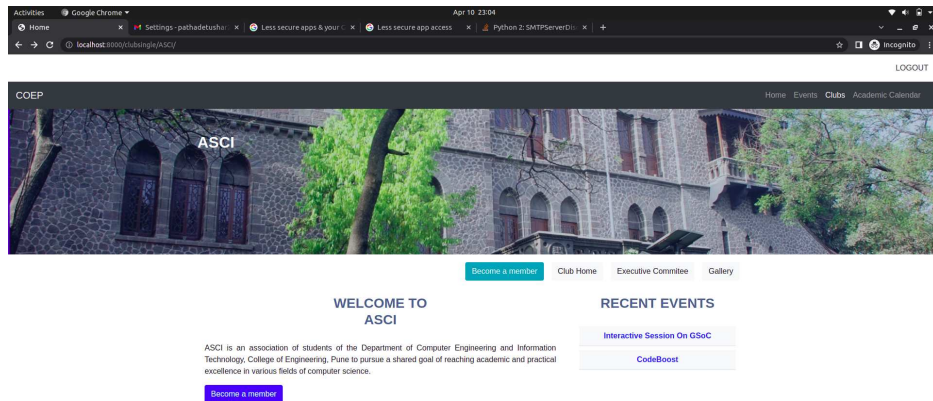 Activities Google Chrome Apr 10 23:04
Home Settings - pathadetushar Less secure apps & your G Less secure app access Python 2: SMTPServerDisc
localhost:8000/clubsingle/ASCI/ Incognito
LOGOUT
COEP Home Events Clubs Academic Calendar
ASCI
Become a member Club Home Executive Commitee Gallery
WELCOME TO
ASCI
RECENT EVENTS
Interactive Session On GSoC
CodeBoost
ASCI is an association of students of the Department of Computer Engineering and Information
Technology, College of Engineering, Pune to pursue a shared goal of reaching academic and practical
excellence in various fields of computer science.
Become a member